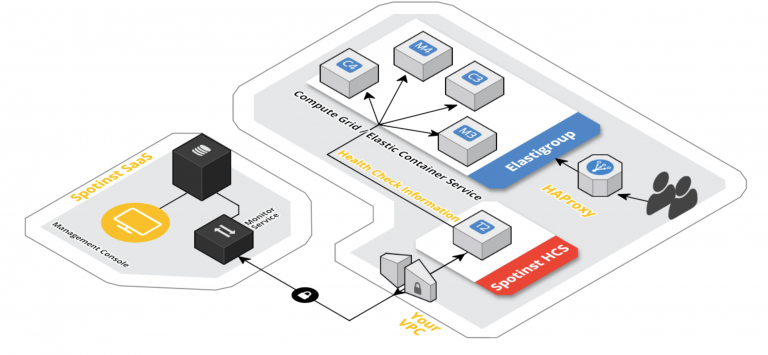 C4
M4
C3
M3
Compute Grid / Elastic Container Service
Elastigroup
HAProxy
Health Check Information
T2
Spotinst HCS
Your
VPC
Spotinst SaaS
Management Console
Monitor
Service